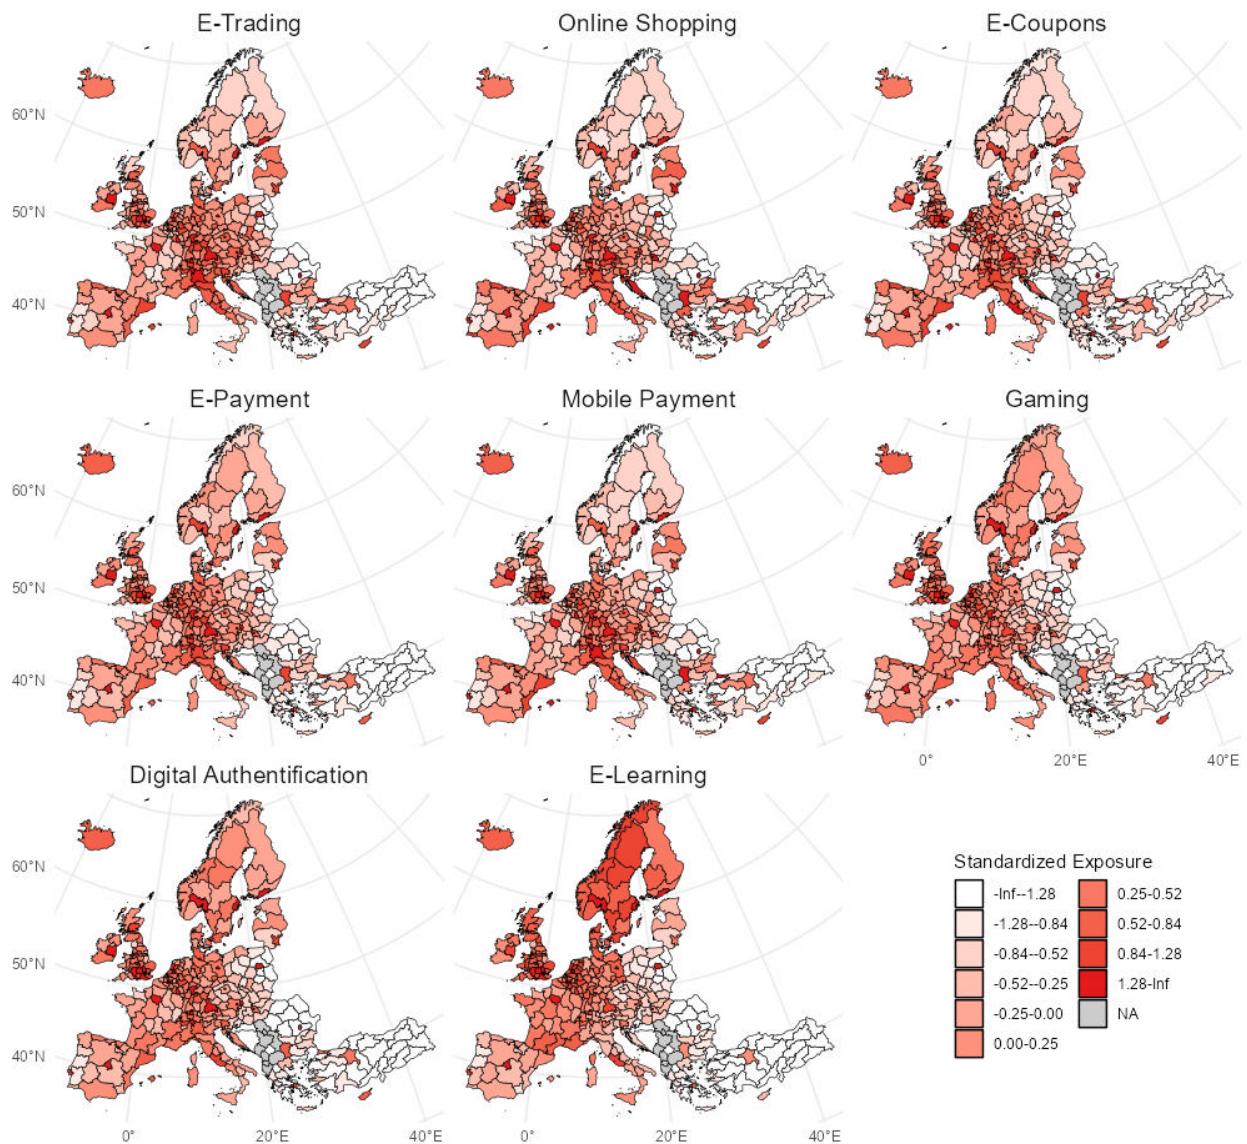 E-Trading
Online Shopping
E-Coupons
60°N
50°N
40°N
E-Payment
Mobile Payment
Gaming
60°N
50°N
40°N
0°
20°E
40°E
Digital Authentification
E-Learning
60°N
50°N
40°N
0°
20°E
40°E
0°
20°E
40°E
Standardized Exposure
-Inf--1.28
-1.28--0.84
-0.84--0.52
-0.52--0.25
-0.25-0.00
0.00-0.25
0.25-0.52
0.52-0.84
0.84-1.28
1.28-Inf
NA